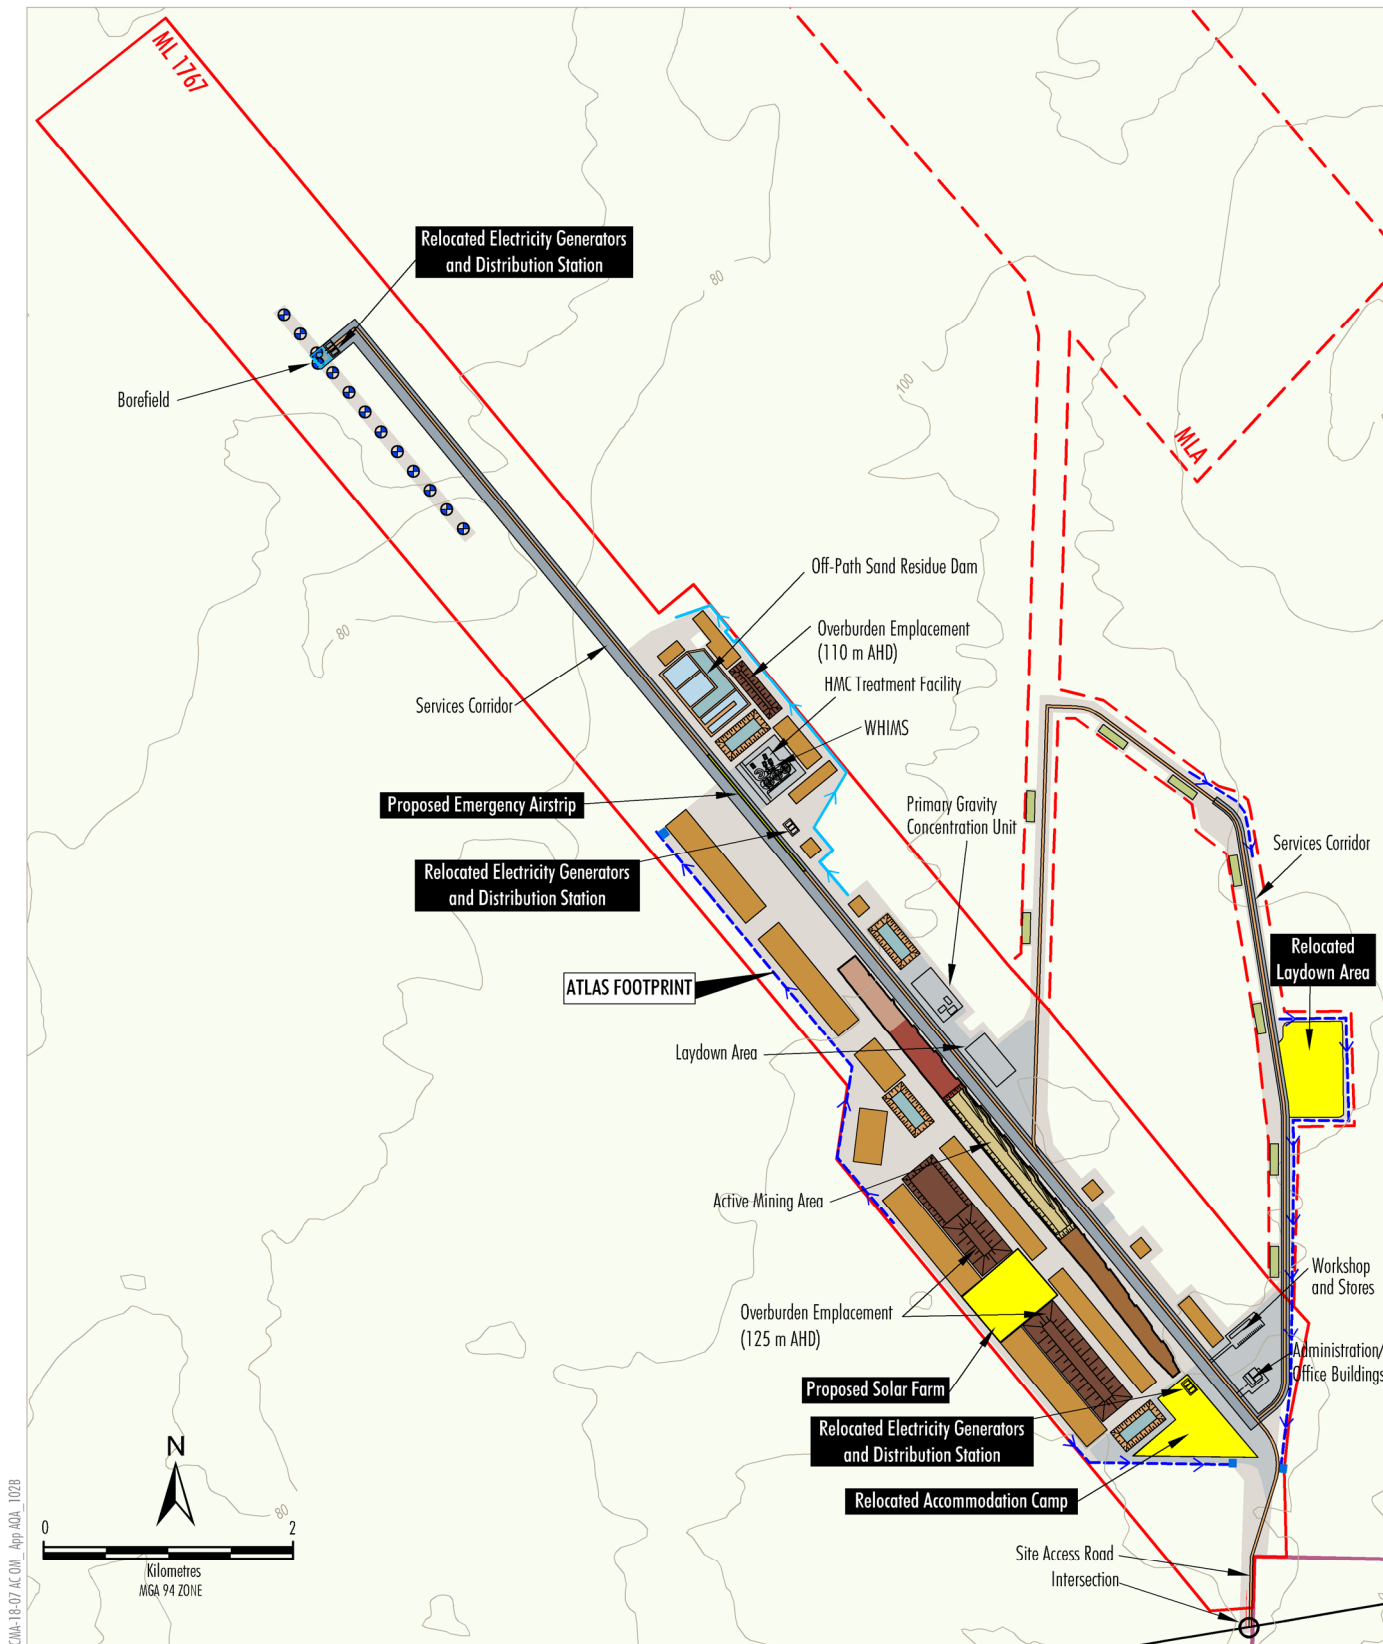 ML 1767
Relocated Electricity Generators
and Distribution Station
80
100
Borefield
MLA
Off-Path Sand Residue Dam
80
Overburden Emplacement
(110 m AHD)
HMC Treatment Facility
Services Corridor
WHIMS
Proposed Emergency Airstrip
Primary Gravity
Concentration Unit
Services Corridor
Relocated Electricity Generators
and Distribution Station
Relocated
Laydown Area
ATLAS FOOTPRINT
Laydown Area
Active Mining Area
Workshop
and Stores
Overburden Emplacement
(125 m AHD)
Administration/
Office Buildings
Proposed Solar Farm
Relocated Electricity Generators
and Distribution Station
Relocated Accommodation Camp
N
80
0 2
Kilometres
MGA 94 ZONE
Site Access Road
Intersection
CMA-18-07 AC OM_ App AQA_102B